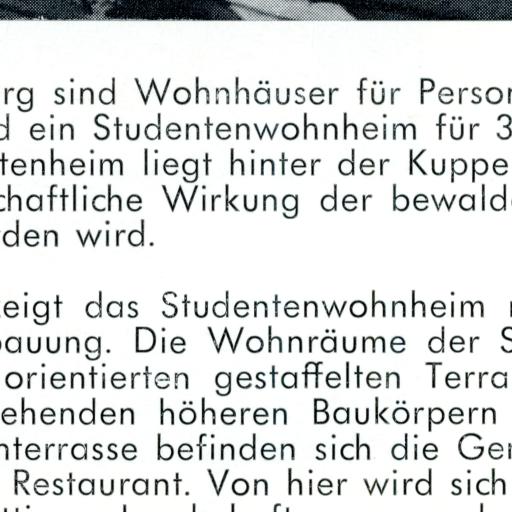 rg sind Wohnhäuser für Person
d ein Studentenwohnheim für 3
tenheim liegt hinter der Kuppe
chaftliche Wirkung der bewald
den wird.
eigt das Studentenwohnheim
auung. Die Wohnräume der S
orientierten gestaffelten Terra
ehenden höheren Baukörpern
nterrasse befinden sich die Ge
Restaurant. Von hier wird sich